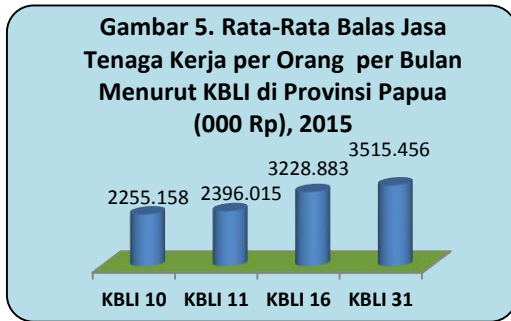 Gambar 5. Rata-Rata Balas Jasa
Tenaga Kerja per Orang per Bulan
Menurut KBLI di Provinsi Papua
(000 Rp), 2015
2255.158 2396.015 3228.883 3515.456
KBLI 10 KBLI 11 KBLI 16 KBLI 31